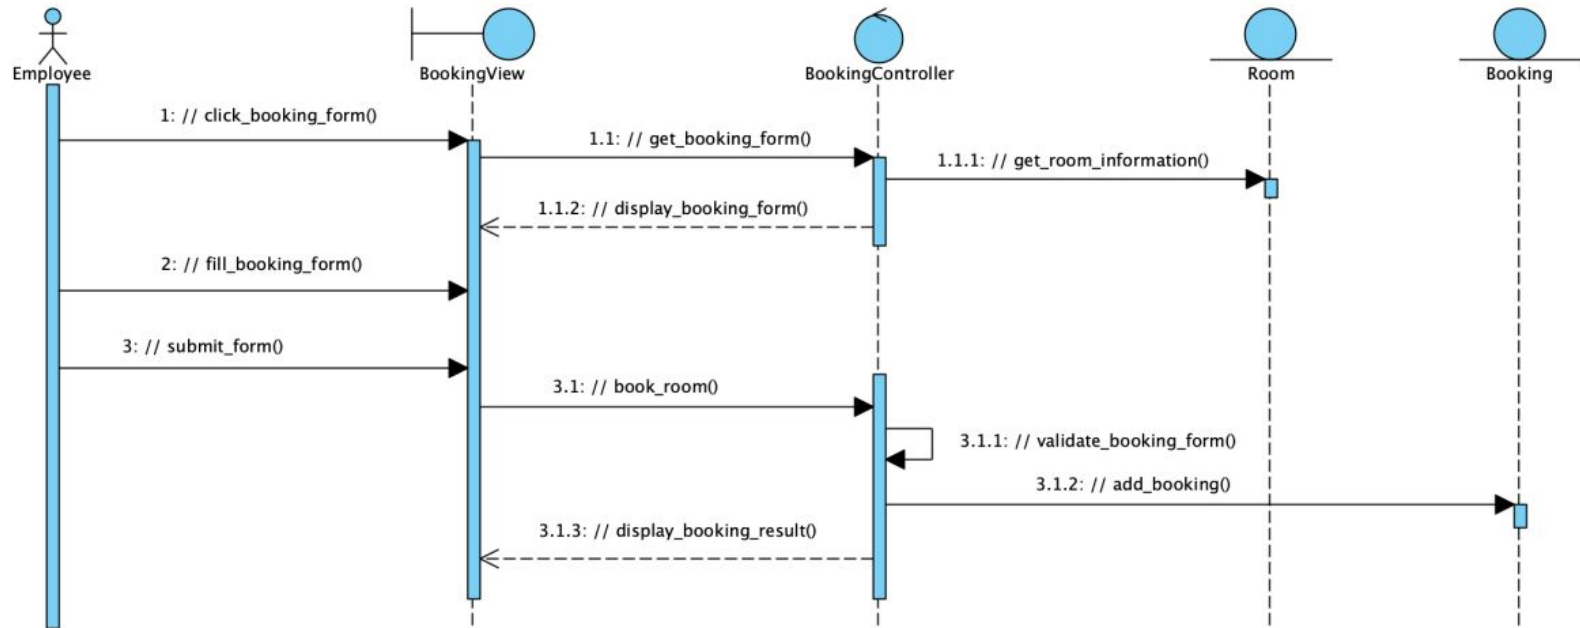 Employee
BookingView
BookingController
Room
Booking
1: // click_booking_form()
1.1: // get_booking_form()
1.1.1: // get_room_information()
1.1.2: // display_booking_form()
2: // fill_booking_form()
3: // submit_form()
3.1: // book_room()
3.1.1: // validate_booking_form()
3.1.2: // add_booking()
3.1.3: // display_booking_result()